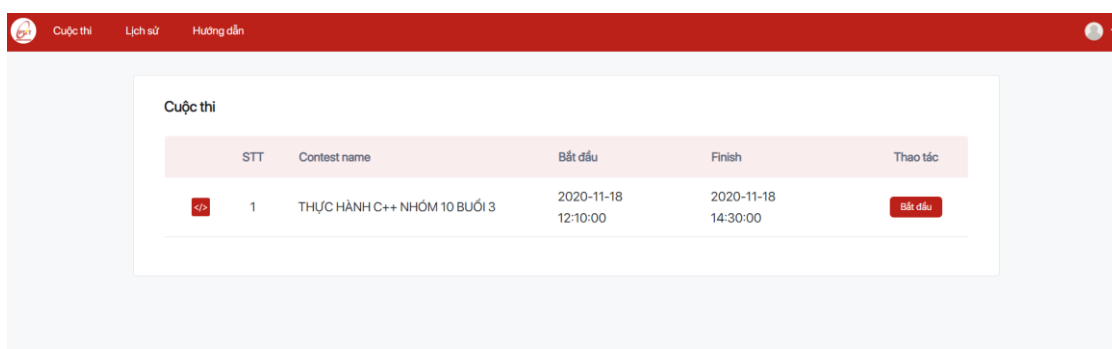 Cuộc thi Lịch sử Hướng dẫn
Cuộc thi
STT Contest name Bắt đầu Finish Thao tác
</> 1 THỰC HÀNH C++ NHÓM 10 BUỔI 3 2020-11-18 2020-11-18 Bắt đầu
12:10:00 14:30:00